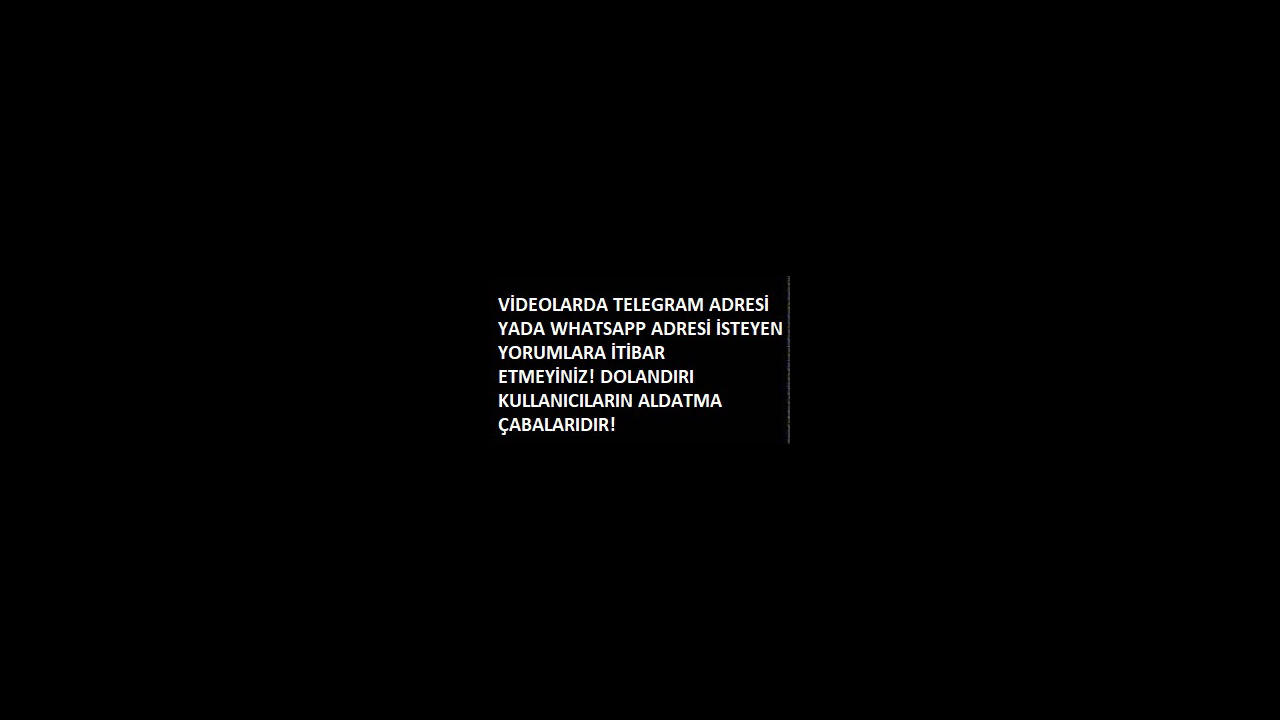 VİDEOLARDA TELEGRAM ADRESİ
YADA WHATSAPP ADRESİ İSTEYEN
YORUMLARA İTİBAR
ETMEYİNİZ! DOLANDIRI
KULLANICILARIN ALDATMA
ÇABALARIDIR!